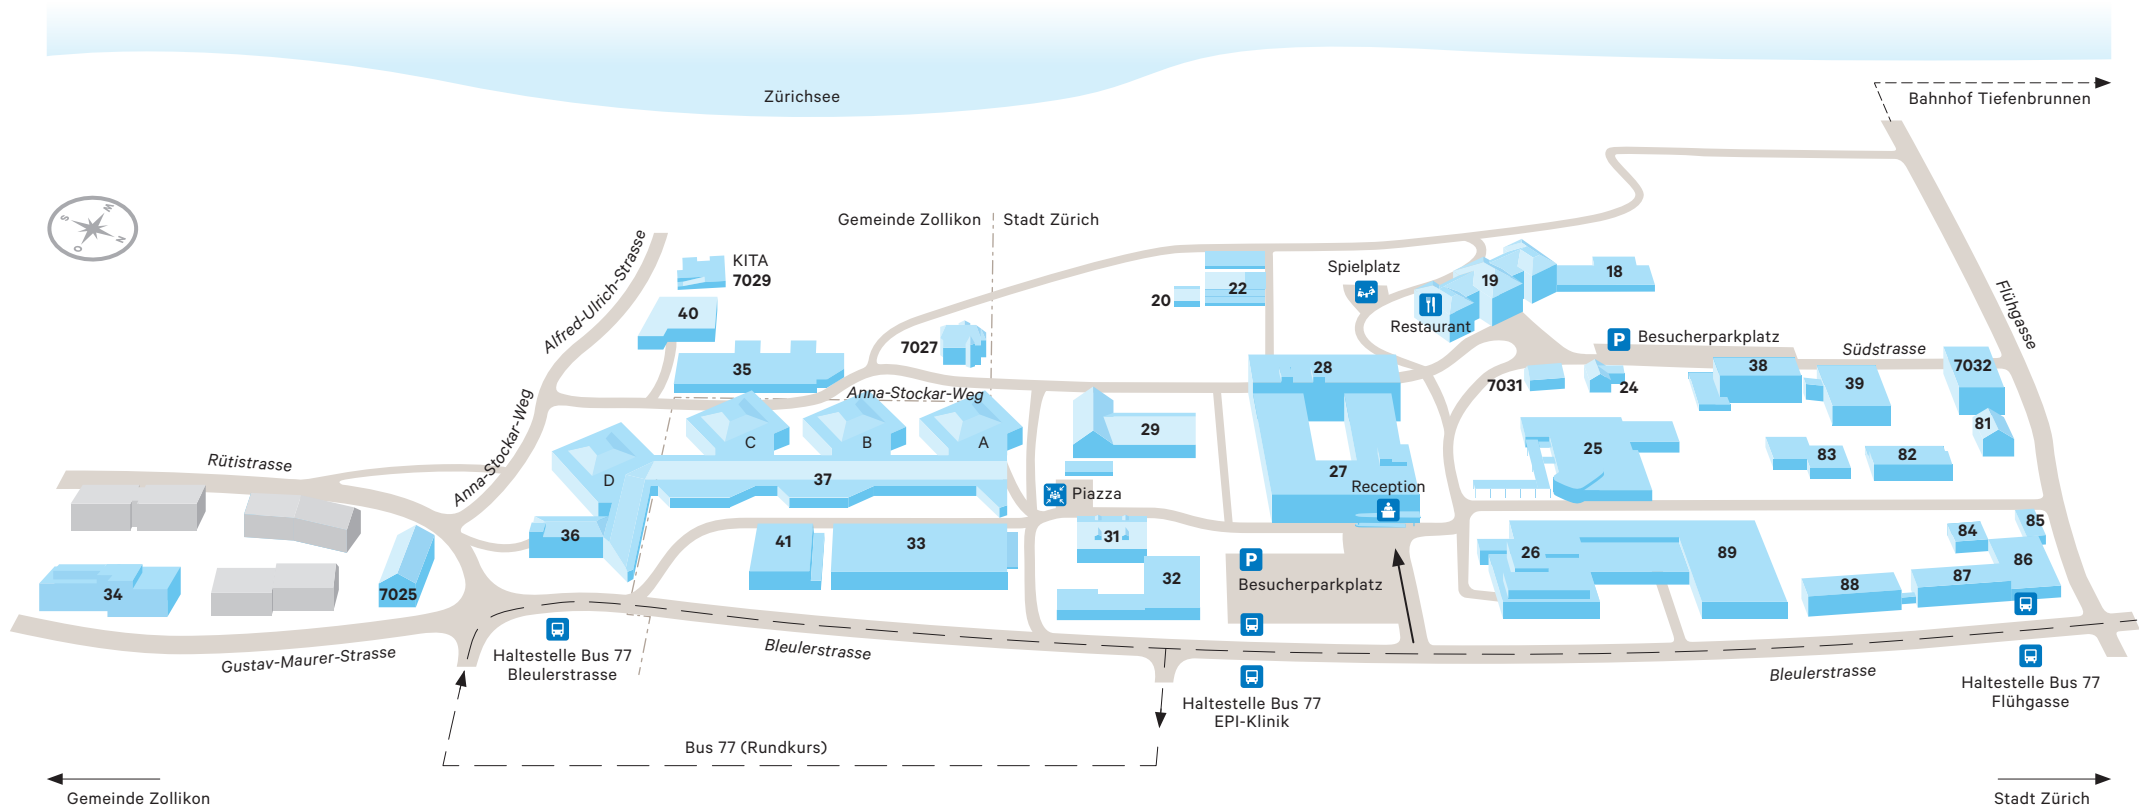 Zürichsee
Bahnhof Tiefenbrunnen
S
W
O
N
Gemeinde Zollikon
Stadt Zürich
Alfred-Ulrich-Strasse
KITA
7029
40
35
7027
20
22
Spielplatz
Restaurant
19
18
P
Besucherparkplatz
Südstrasse
Flühgasse
28
7031
24
38
39
7032
81
Anna-Stockar-Weg
Anna-Stockar-Weg
C
B
A
D
37
29
Piazza
27
Reception
25
83
82
Rütistrasse
36
41
33
31
32
P
Besucherparkplatz
26
89
84
85
86
87
88
34
7025
Gustav-Maurer-Strasse
Haltestelle Bus 77
Bleulerstrasse
Bleulerstrasse
Haltestelle Bus 77
EPI-Klinik
Bleulerstrasse
Haltestelle Bus 77
Flühgasse
Bus 77 (Rundkurs)
Gemeinde Zollikon
Stadt Zürich